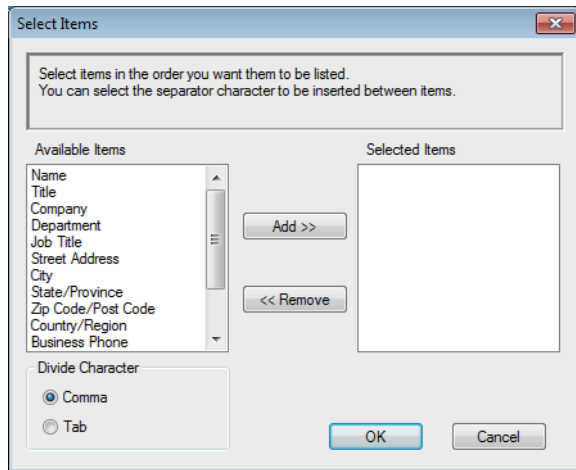 Select Items
Select items in the order you want them to be listed.
You can select the separator character to be inserted between items.
Available Items
Selected Items
Name
Title
Company
Department
Job Title
Street Address
City
State/Province
Zip Code/Post Code
Country/Region
Business Phone
Add >>
<< Remove
Divide Character
Comma
Tab
OK
Cancel